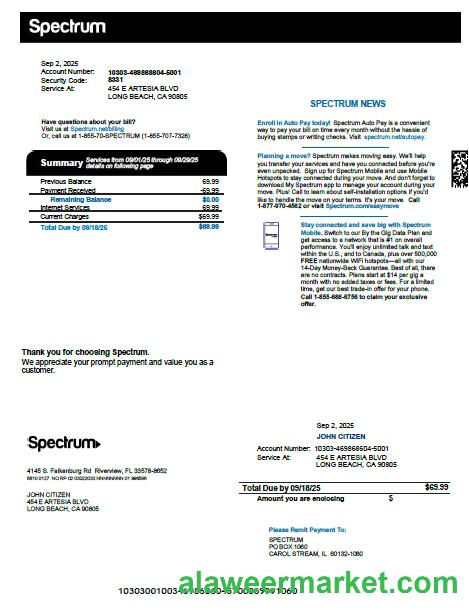 Spectrum
Sep 2, 2025
Account Number: 10303-469868604-5001
Security Code: 8331
Service At: 454 E ARTESIA BLVD
LONG BEACH, CA 90805
Have questions about your bill?
Visit us at Spectrum.net/billing
Or, call us at 1-855-70-SPECTRUM (1-855-707-7328)
Summary Services from 09/01/25 through 09/29/25
details on following page
Previous Balance 69.99
Payment Received -69.99
Remaining Balance $0.00
Internet Services 69.99
Current Charges $69.99
Total Due by 09/18/25 $69.99
SPECTRUM NEWS
Enroll in Auto Pay today! Spectrum Auto Pay is a convenient
way to pay your bill on time every month without the hassle of
buying stamps or writing checks. Visit spectrum.net/autopay.
Planning a move? Spectrum makes moving easy. We'll help
you transfer your services and have you connected before you're
even unpacked. Sign up for Spectrum Mobile and use Mobile
Hotspots to stay connected during your move. And don't forget to
download My Spectrum app to manage your account during your
move. Plus! Call to learn about self-installation options if you'd
like to handle the move on your terms. It's your move. Call
1-877-970-4562 or visit Spectrum.com/easymove
Stay connected and save big with Spectrum
Mobile. Switch to our By the Gig Data Plan and
get access to a network that is #1 on overall
performance. You'll enjoy unlimited talk and text
within the U.S., and to Canada, plus over 500,000
FREE nationwide WiFi hotspots—all with our
14-Day Money-Back Guarantee. Best of all, there
are no contracts. Plans start at $14 per gig a
month with no added taxes or fees. For a limited
time, get our best trade-in offer for your phone.
Call 1-855-688-6756 to claim your exclusive
offer.
Thank you for choosing Spectrum.
We appreciate your prompt payment and value you as a
customer.
Spectrum
4145 S. Falkenburg Rd Riverview, FL 33578-8652
JOHN CITIZEN
454 E ARTESIA BLVD
LONG BEACH, CA 90805
Sep 2, 2025
JOHN CITIZEN
Account Number: 10303-469868604-5001
Service At: 454 E ARTESIA BLVD
LONG BEACH, CA 90805
Total Due by 09/18/25 $69.99
Amount you are enclosing $
Please Remit Payment To:
SPECTRUM
PO BOX 1060
CAROL STREAM, IL 60132-1060
alaweermarket.com